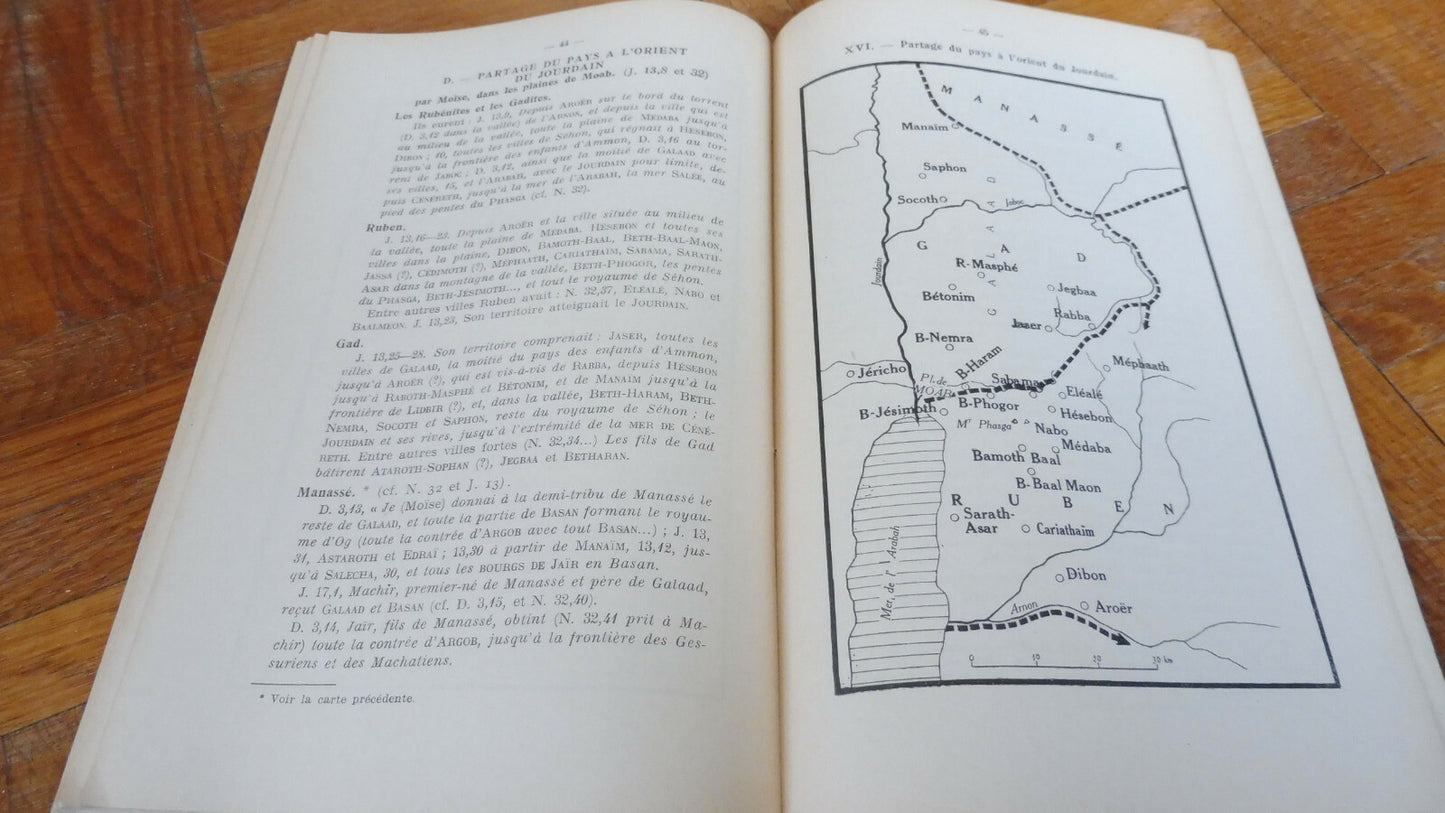 — 44 —
D. — PARTAGE DU PAYS A L'ORIENT
DU JOURDAIN
par Moïse, dans les plaines de Moab. (J. 13,8 et 32)
Les Rubénites et les Gadites.
Ils eurent : J. 13,9, Depuis AROËR sur le bord du torrent
(D. 3,12 dans la vallée) de l'ARNON, et depuis la ville qui est
au milieu de la vallée, toute la plaine de MÉDABA jusqu'à
DIBON ; 10, toutes les villes de Séhon, qui régnait à HÉSEBON,
jusqu'à la frontière des enfants d'Ammon, D. 3,16 au tor-
rent de JABOC ; D. 3,12, ainsi que la moitié de GALAAD avec
ses villes, 15, et l'ARABAH, avec le JOURDAIN pour limite, de-
puis CÉNÉRETH, jusqu'à la mer de l'ARABAH, la mer SALÉE, au
pied des pentes du PHASGA (cf. N. 32).
Ruben.
J. 13,16—23. Depuis AROËR et la ville située au milieu de
la vallée, toute la plaine de MÉDABA. HÉSEBON et toutes ses
villes dans la plaine, DIBON, BAMOTH-BAAL, BETH-BAAL-MAON,
JASSA (?), CÉDIMOTH (?), MÉPHAATH, CARIATHAÏM, SABAMA, SARATH-
ASAR dans la montagne de la vallée, BETH-PHOGOR, les pentes
du PHASGA, BETH-JÉSIMOTH..., et tout le royaume de Séhon.
Entre autres villes Ruben avait : N. 32,37, ELÉALÉ, NABO et
BAALMEON. J. 13,23, Son territoire atteignait le JOURDAIN.
Gad.
J. 13,25—28. Son territoire comprenait : JASER, toutes les
villes de GALAAD, la moitié du pays des enfants d'Ammon,
jusqu'à AROËR (?), qui est vis-à-vis de RABBA, depuis HÉSEBON
jusqu'à RABOTH-MASPHÉ et BÉTONIM, et de MANAÏM jusqu'à la
frontière de LIDBIR (?), et, dans la vallée, BETH-HARAM, BETH-
NEMRA, SOCOTH et SAPHON, reste du royaume de Séhon ; le
JOURDAIN et ses rives, jusqu'à l'extrémité de la MER DE CÉNÉ-
RETH. Entre autres villes fortes (N. 32,34...) Les fils de Gad
bâtirent ATAROTH-SOPHAN (?), JEGBAA et BETHARAN.
Manassé. * (cf. N. 32 et J. 13).
D. 3,13, « Je (Moïse) donnai à la demi-tribu de Manassé le
reste de GALAAD, et toute la partie de BASAN formant le royau-
me d'Og (toute la contrée d'ARGOB avec tout BASAN...) ; J. 13,
31, ASTAROTH et EDRAÏ ; 13,30 à partir de MANAÏM, 13,12, jus-
qu'à SALECHA, 30, et tous les BOURGS DE JAÏR en Basan.
J. 17,1, Machîr, premier-né de Manassé et père de Galaad,
reçut GALAAD et BASAN (cf. D. 3,15, et N. 32,40).
D. 3,14, Jaïr, fils de Manassé, obtint (N. 32,41 prit à Ma-
chir) toute la contrée d'ARGOB, jusqu'à la frontière des Ges-
suriens et des Machatiens.
* Voir la carte précédente.
— 45 —
XVI. — Partage du pays à l'orient du Jourdain.
MANASSÉ
Manaïm
Saphon
Socoth
Jaboc
GALAAD
GAD
Jourdain
R-Masphé
Bétonim
Jegbaa
Rabba
Jaser
B-Nemra
B-Haram
Méphaath
Jéricho
Pl. de
MOAB
Sabama
Eléalé
B-Jésimoth
B-Phogor
Hésebon
Mt Phasga
Nabo
Médaba
Bamoth Baal
B-Baal Maon
RUBEN
Sarath-
Asar
Cariathaïm
Mer, de l'Arabah
Dibon
Arnon
Aroër
0 10 20 30 km